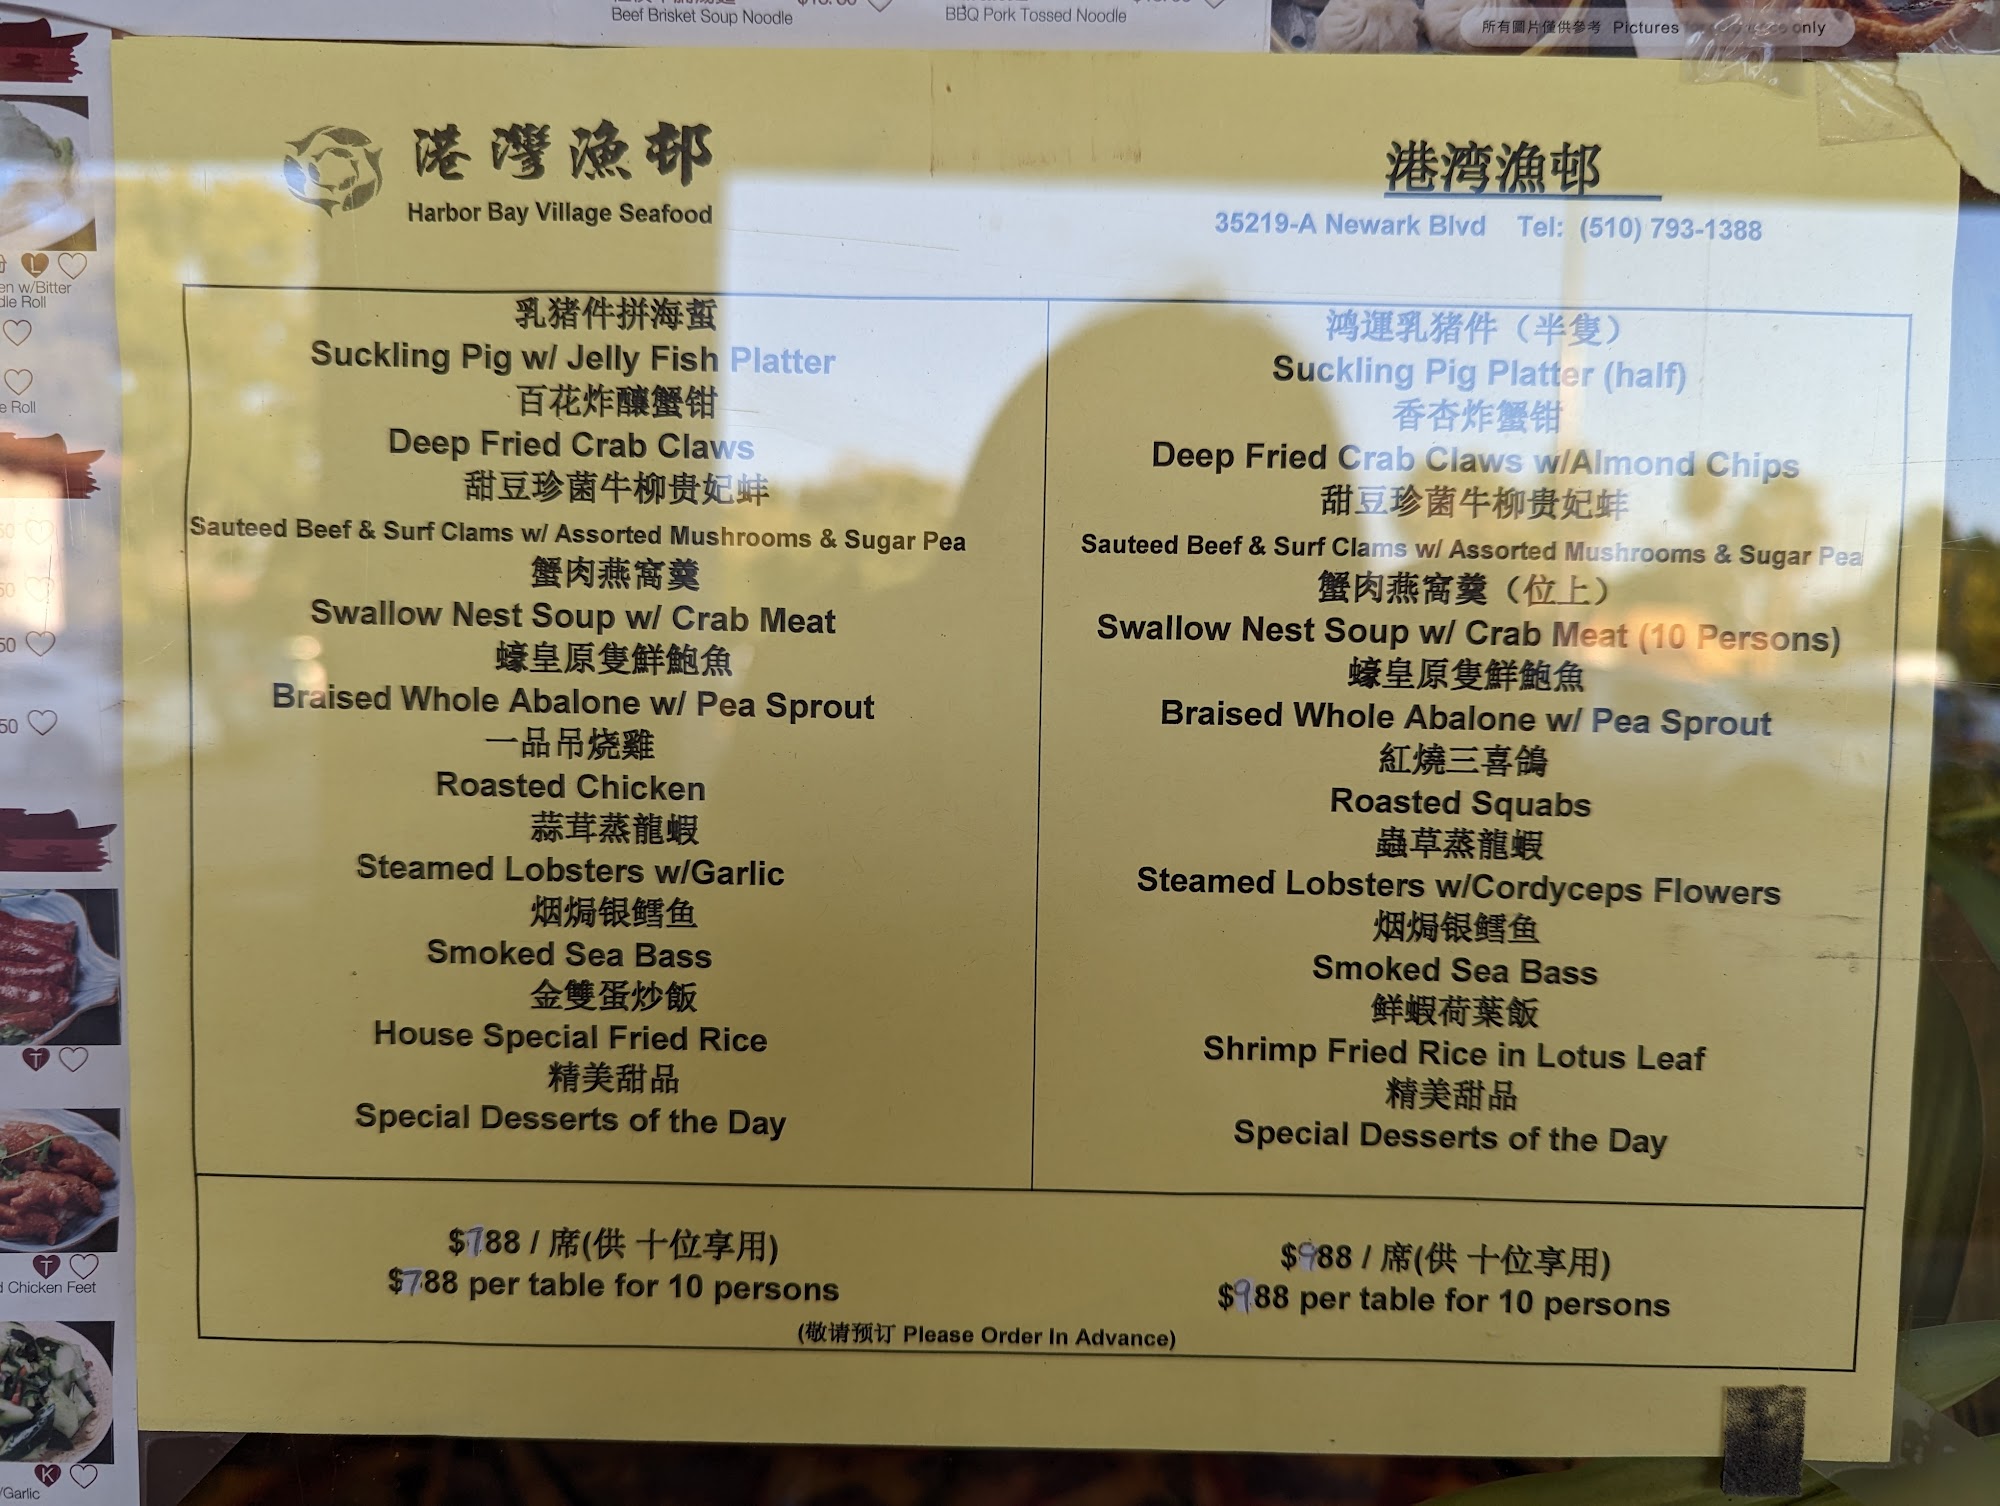 Beef Brisket Soup Noodle
BBQ Pork Tossed Noodle
所有圖片僅供參考 Pictures only
港灣漁邨
Harbor Bay Village Seafood
港湾漁邨
35219-A Newark Blvd Tel: (510) 793-1388
乳猪件拼海蜇
Suckling Pig w/ Jelly Fish Platter
百花炸釀蟹钳
Deep Fried Crab Claws
甜豆珍菌牛柳贵妃蚌
Sauteed Beef & Surf Clams w/ Assorted Mushrooms & Sugar Pea
蟹肉燕窩羹
Swallow Nest Soup w/ Crab Meat
蠔皇原隻鮮鮑魚
Braised Whole Abalone w/ Pea Sprout
一品吊烧雞
Roasted Chicken
蒜茸蒸龍蝦
Steamed Lobsters w/Garlic
烟焗银鳕鱼
Smoked Sea Bass
金雙蛋炒飯
House Special Fried Rice
精美甜品
Special Desserts of the Day
$788 / 席(供 十位享用)
$788 per table for 10 persons
鸿運乳猪件（半隻）
Suckling Pig Platter (half)
香杏炸蟹钳
Deep Fried Crab Claws w/Almond Chips
甜豆珍菌牛柳贵妃蚌
Sauteed Beef & Surf Clams w/ Assorted Mushrooms & Sugar Pea
蟹肉燕窩羹（位上）
Swallow Nest Soup w/ Crab Meat (10 Persons)
蠔皇原隻鮮鮑魚
Braised Whole Abalone w/ Pea Sprout
紅燒三喜鴿
Roasted Squabs
蟲草蒸龍蝦
Steamed Lobsters w/Cordyceps Flowers
烟焗银鳕鱼
Smoked Sea Bass
鮮蝦荷葉飯
Shrimp Fried Rice in Lotus Leaf
精美甜品
Special Desserts of the Day
$988 / 席(供 十位享用)
$988 per table for 10 persons
(敬请预订 Please Order In Advance)
L
w/Bitter
Roll
Roll
50
50
50
50
T
T
Chicken Feet
K
/Garlic